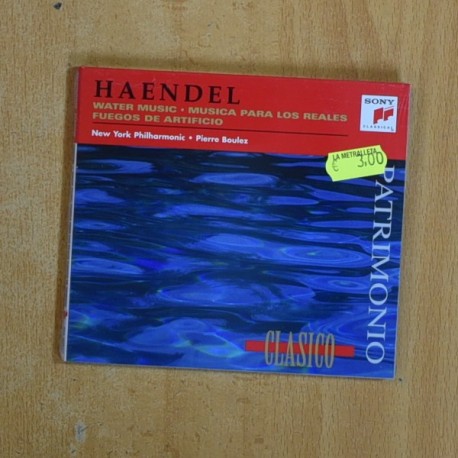 HAENDEL
WATER MUSIC • MUSICA PARA LOS REALES
FUEGOS DE ARTIFICIO
New York Philharmonic • Pierre Boulez
SONY
CLASSICAL
LA METRALLETA
€ 3,00
PATRIMONIO
CLASICO